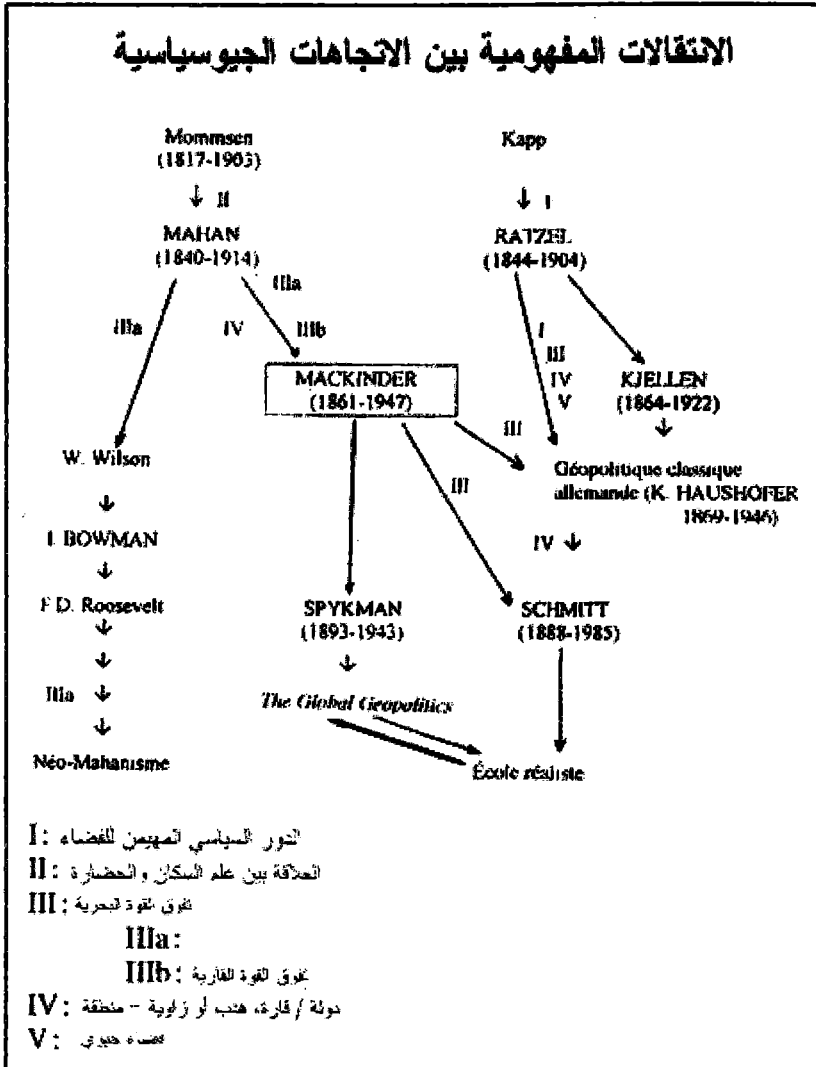 الانتقالات المفهومية بين الاتجاهات الجيوسياسية
Mommsen
(1817-1903)
Kapp
II
I
MAHAN
(1840-1914)
RATZEL
(1844-1904)
IIIa
IIIa
IV
IIIb
I
III
IV
V
MACKINDER
(1861-1947)
KJELLEN
(1864-1922)
III
W. Wilson
Géopolitique classique
allemande (K. HAUSHOFER
1869-1946)
III
I. BOWMAN
IV
F.D. Roosevelt
SPYKMAN
(1893-1943)
SCHMITT
(1888-1985)
IIIa
The Global Geopolitics
Néo-Mahanisme
École réaliste
I: الدور السياسي المهيمن للفضاء
II: العلاقة بين علم السكان والحضارة
III: تفوق القوة البحرية
IIIa:
IIIb: تفوق القوة القارية
IV: دولة / قارة، هلب أو زاوية - منطقة
V: فضاء حيوي